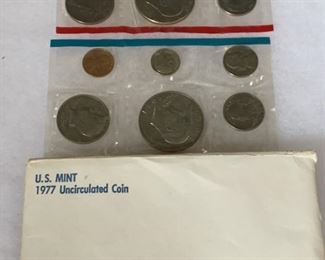 U.S. MINT
1977 Uncirculated Coin